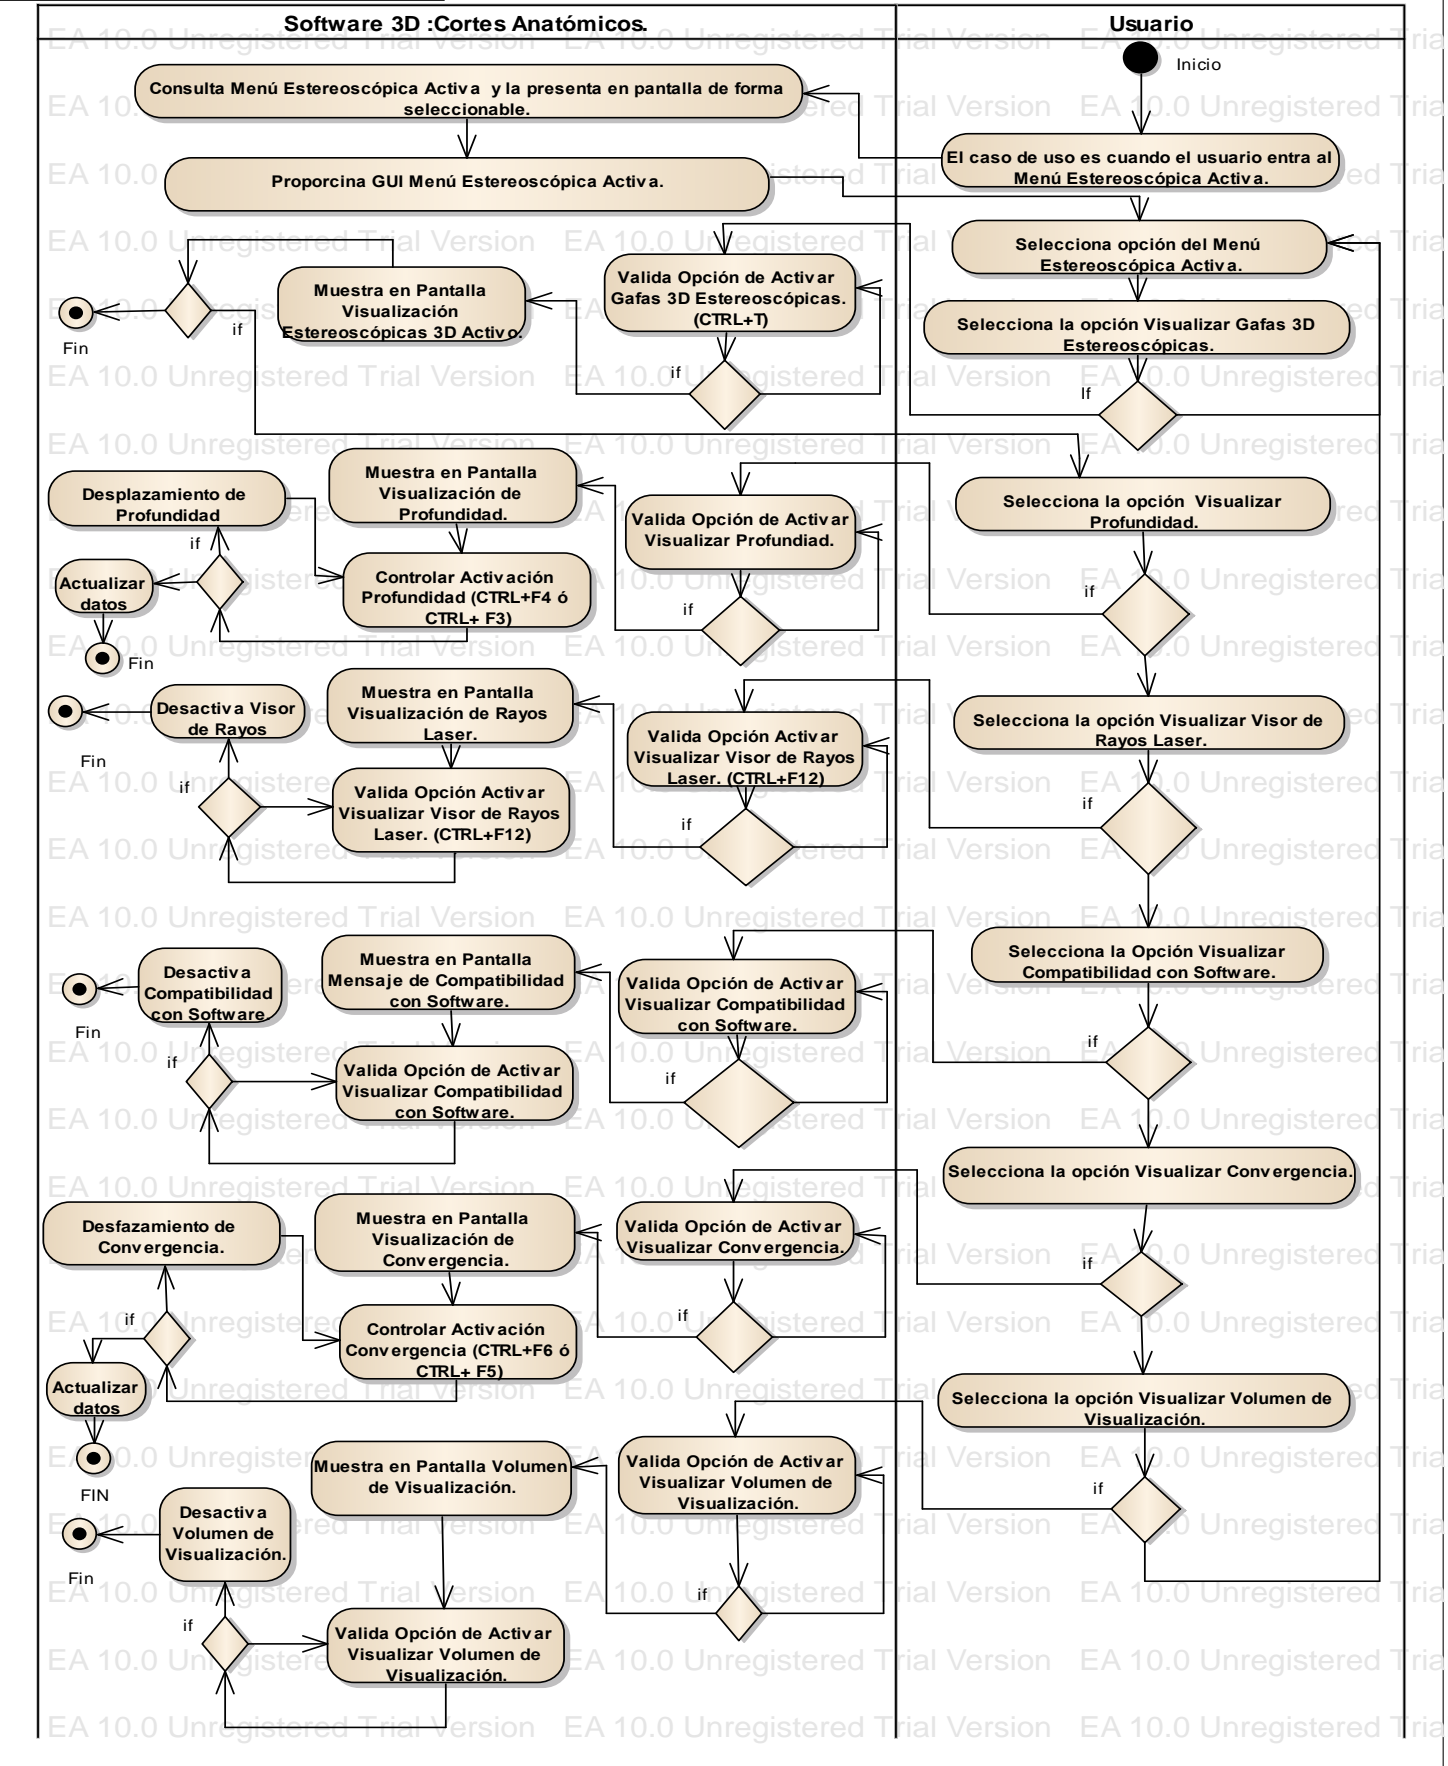 Software 3D :Cortes Anatómicos.
Usuario
Inicio
Consulta Menú Estereoscópica Activa y la presenta en pantalla de forma
seleccionable.
El caso de uso es cuando el usuario entra al
Menú Estereoscópica Activa.
Proporcina GUI Menú Estereoscópica Activa.
Selecciona opción del Menú
Estereoscópica Activa.
Selecciona la opción Visualizar Gafas 3D
Estereoscópicas.
If
Valida Opción de Activar
Gafas 3D Estereoscópicas.
(CTRL+T)
if
Muestra en Pantalla
Visualización
Estereoscópicas 3D Activo.
if
Fin
Selecciona la opción Visualizar
Profundidad.
if
Valida Opción de Activar
Visualizar Profundiad.
if
Muestra en Pantalla
Visualización de
Profundidad.
Controlar Activación
Profundidad (CTRL+F4 ó
CTRL+ F3)
Desplazamiento de
Profundidad
if
Actualizar
datos
Fin
Selecciona la opción Visualizar Visor de
Rayos Laser.
if
Valida Opción Activar
Visualizar Visor de Rayos
Laser. (CTRL+F12)
if
Muestra en Pantalla
Visualización de Rayos
Laser.
Valida Opción Activar
Visualizar Visor de Rayos
Laser. (CTRL+F12)
Desactiva Visor
de Rayos
if
Fin
Selecciona la Opción Visualizar
Compatibilidad con Software.
if
Valida Opción de Activar
Visualizar Compatibilidad
con Software.
if
Muestra en Pantalla
Mensaje de Compatibilidad
con Software.
Valida Opción de Activar
Visualizar Compatibilidad
con Software.
Desactiva
Compatibilidad
con Software.
if
Fin
Selecciona la opción Visualizar Convergencia.
if
Valida Opción de Activar
Visualizar Convergencia.
if
Muestra en Pantalla
Visualización de
Convergencia.
Controlar Activación
Convergencia (CTRL+F6 ó
CTRL+ F5)
Desfazamiento de
Convergencia.
if
Actualizar
datos
FIN
Selecciona la opción Visualizar Volumen de
Visualización.
if
Valida Opción de Activar
Visualizar Volumen de
Visualización.
if
Muestra en Pantalla Volumen
de Visualización.
Valida Opción de Activar
Visualizar Volumen de
Visualización.
Desactiva
Volumen de
Visualización.
if
Fin
EA 10.0 Unregistered Trial Version